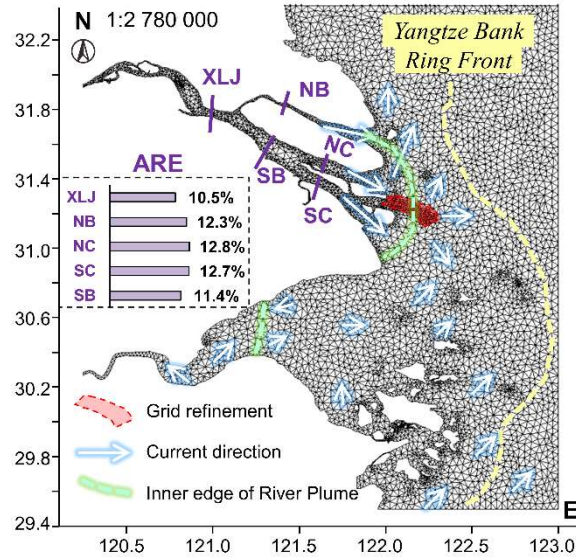 N 1:2 780 000
Yangtze Bank
Ring Front
32.4
31.8
31.4
31.0
30.6
30.2
29.8
29.4
XLJ
NB
NC
SB
SC
ARE
XLJ 10.5%
NB 12.3%
NC 12.8%
SC 12.7%
SB 11.4%
Grid refinement
Current direction
Inner edge of River Plume
E
120.5 121.0 121.5 122.0 122.5 123.0